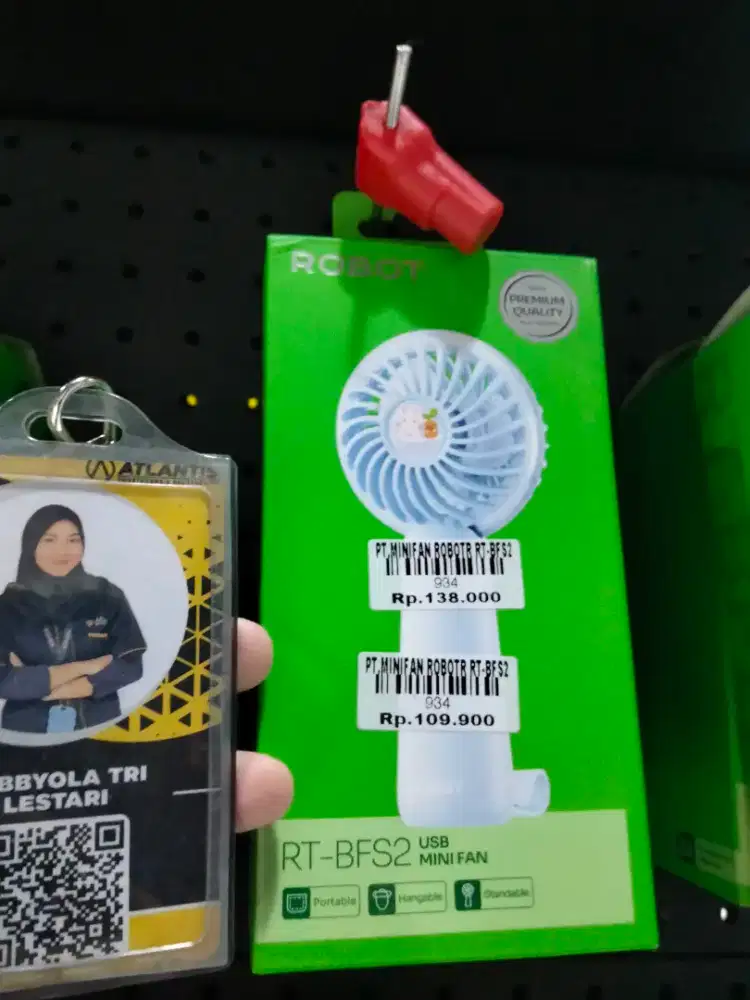 ROBOT
PREMIUM
QUALITY
ATLANTIS
PT.MINIFAN ROBOTR RT-BFS2
934
Rp.138.000
PT.MINIFAN ROBOTR RT-BFS2
934
Rp.109.900
BBYOLA TRI
LESTARI
RT-BFS2 USB
MINI FAN
Portable
Hangable
Standable